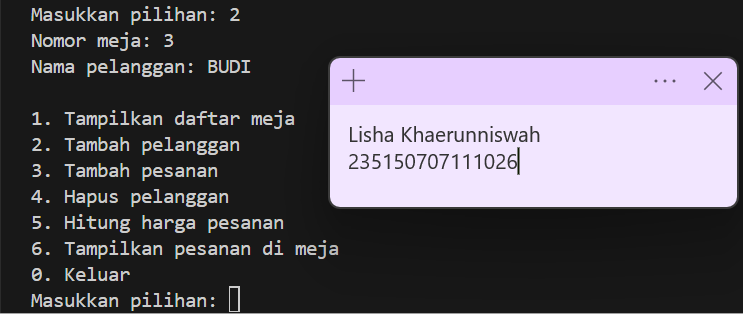 Masukkan pilihan: 2
Nomor meja: 3
Nama pelanggan: BUDI
1. Tampilkan daftar meja
2. Tambah pelanggan
3. Tambah pesanan
4. Hapus pelanggan
5. Hitung harga pesanan
6. Tampilkan pesanan di meja
0. Keluar
Masukkan pilihan:
Lisha Khaerunniswah
235150707111026